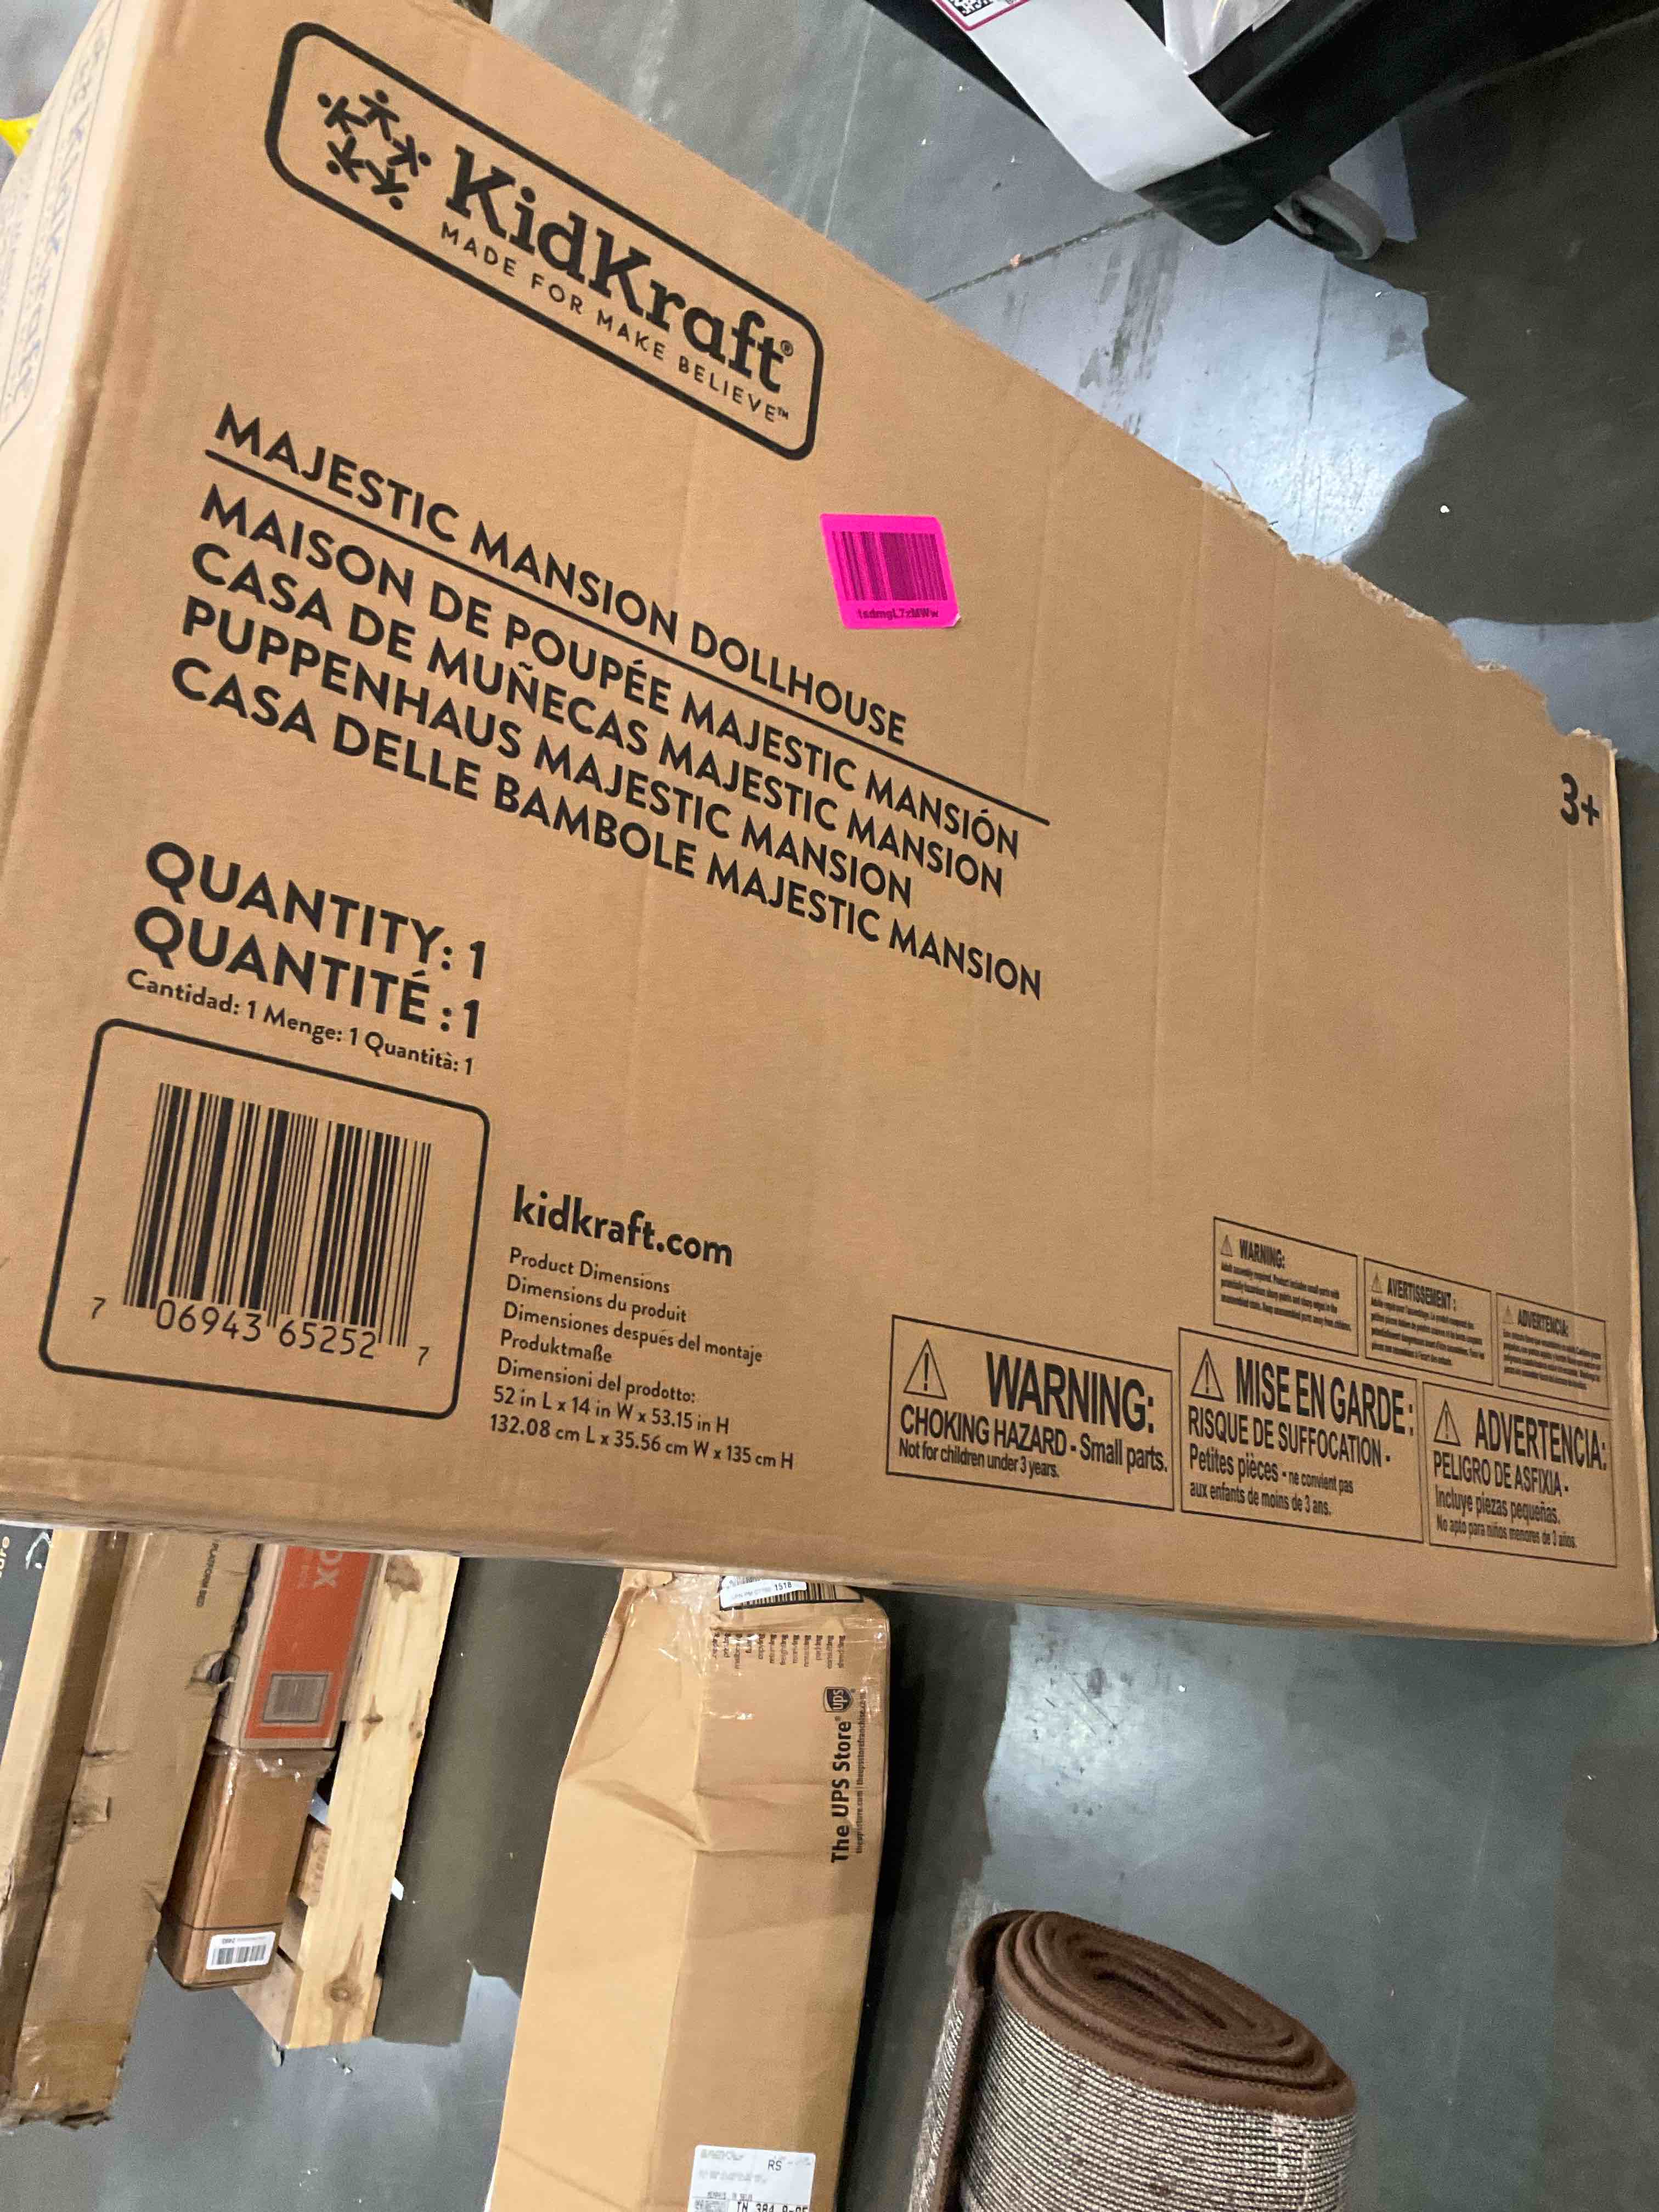 KidKraft®
MADE FOR MAKE BELIEVE™
MAJESTIC MANSION DOLLHOUSE
MAISON DE POUPÉE MAJESTIC MANSIÓN
CASA DE MUÑECAS MAJESTIC MANSION
PUPPENHAUS MAJESTIC MANSION
CASA DELLE BAMBOLE MAJESTIC MANSION
1sdmgL7zMWw
3+
QUANTITY: 1
QUANTITÉ : 1
Cantidad: 1 Menge: 1 Quantità: 1
7 06943 65252 7
kidkraft.com
Product Dimensions
Dimensions du produit
Dimensiones después del montaje
Produktmaße
Dimensioni del prodotto:
52 in L x 14 in W x 53.15 in H
132.08 cm L x 35.56 cm W x 135 cm H
WARNING:
AVERTISSEMENT :
ADVERTENCIA:
WARNING:
CHOKING HAZARD - Small parts.
Not for children under 3 years.
MISE EN GARDE :
RISQUE DE SUFFOCATION -
Petites pièces - ne convient pas
aux enfants de moins de 3 ans.
ADVERTENCIA:
PELIGRO DE ASFIXIA -
Incluye piezas pequeñas.
No apto para niños menores de 3 años.
PLATFORM BED
1518
The UPS Store®
ups
RS